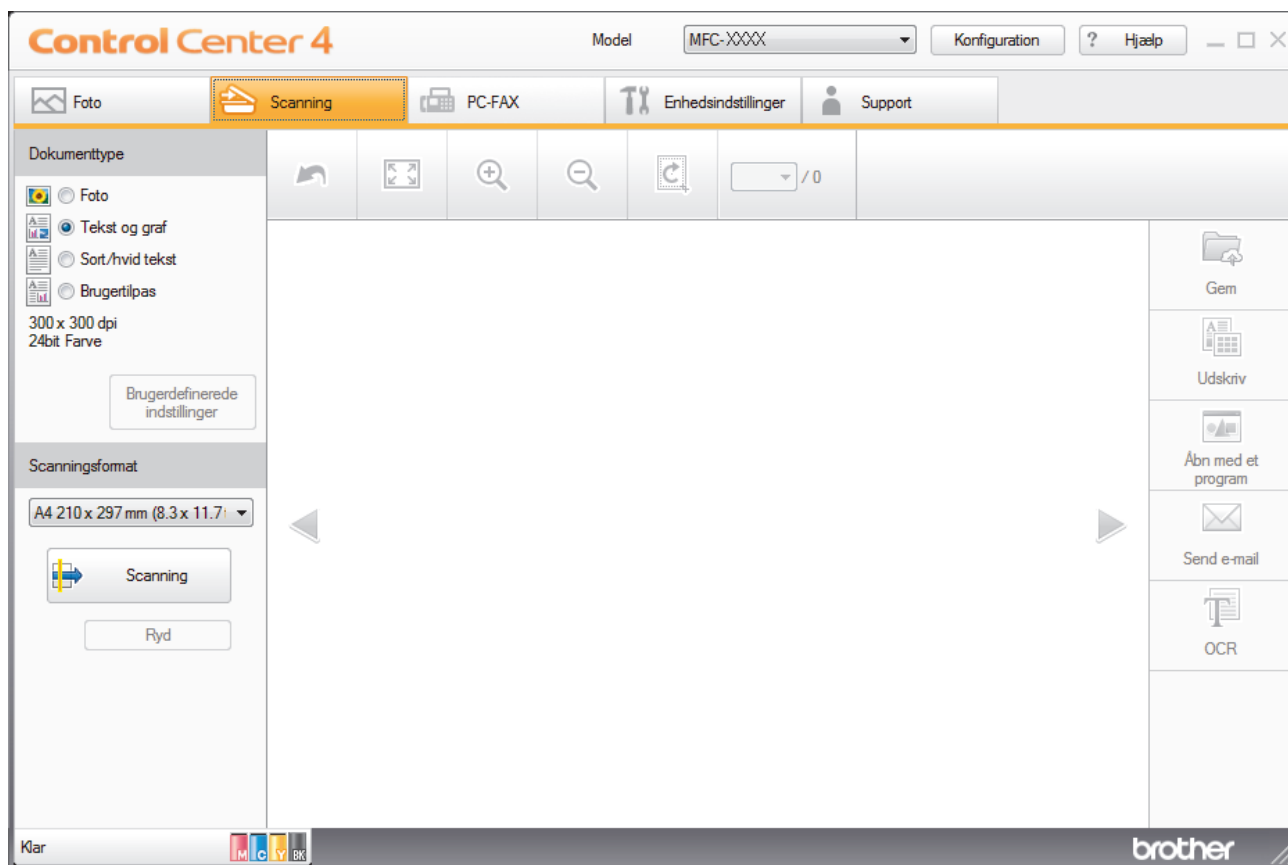 Control Center 4
Model
MFC-XXXX
Konfiguration
? Hjælp
Foto
Scanning
PC-FAX
Enhedsindstillinger
Support
Dokumenttype
Foto
Tekst og graf
Sort/hvid tekst
Brugertilpas
300 x 300 dpi
24bit Farve
Brugerdefinerede
indstillinger
Scanningsformat
A4 210 x 297 mm (8.3 x 11.7
Scanning
Ryd
/ 0
Gem
Udskriv
Åbn med et
program
Send e-mail
OCR
Klar
M C Y BK
brother